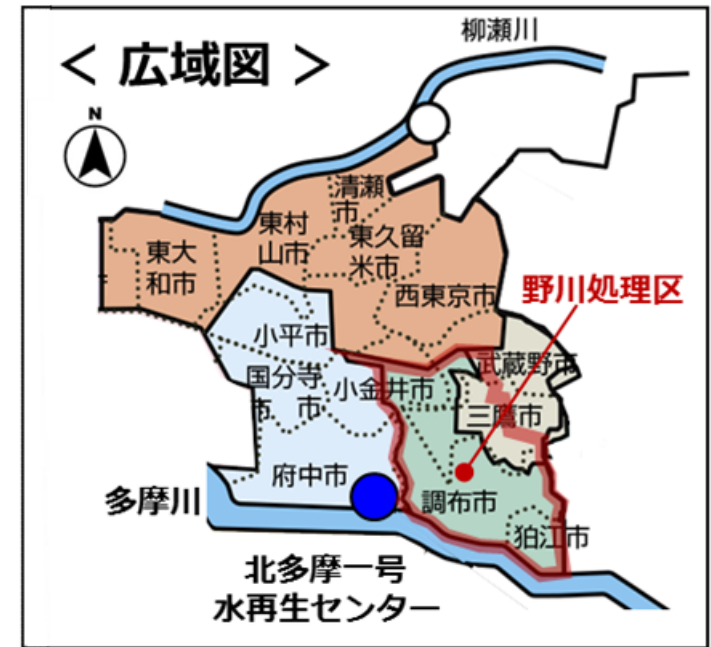 柳瀬川
< 広域図 >
N
清瀬
市
東村
山市
東久留
米市
東大
和市
西東京市
野川処理区
小平市
武蔵野市
国分寺
市
市
小金井市
三鷹市
府中市
多摩川
調布市
狛江市
北多摩一号
水再生センター